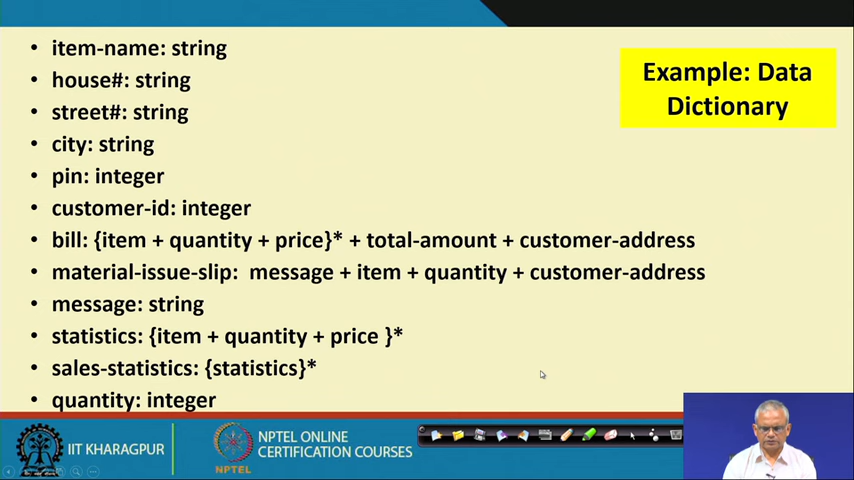 • item-name: string
• house#: string
• street#: string
• city: string
• pin: integer
• customer-id: integer
• bill: {item + quantity + price}* + total-amount + customer-address
• material-issue-slip: message + item + quantity + customer-address
• message: string
• statistics: {item + quantity + price }*
• sales-statistics: {statistics}*
• quantity: integer
Example: Data
Dictionary
IIT KHARAGPUR
NPTEL
NPTEL ONLINE
CERTIFICATION COURSES